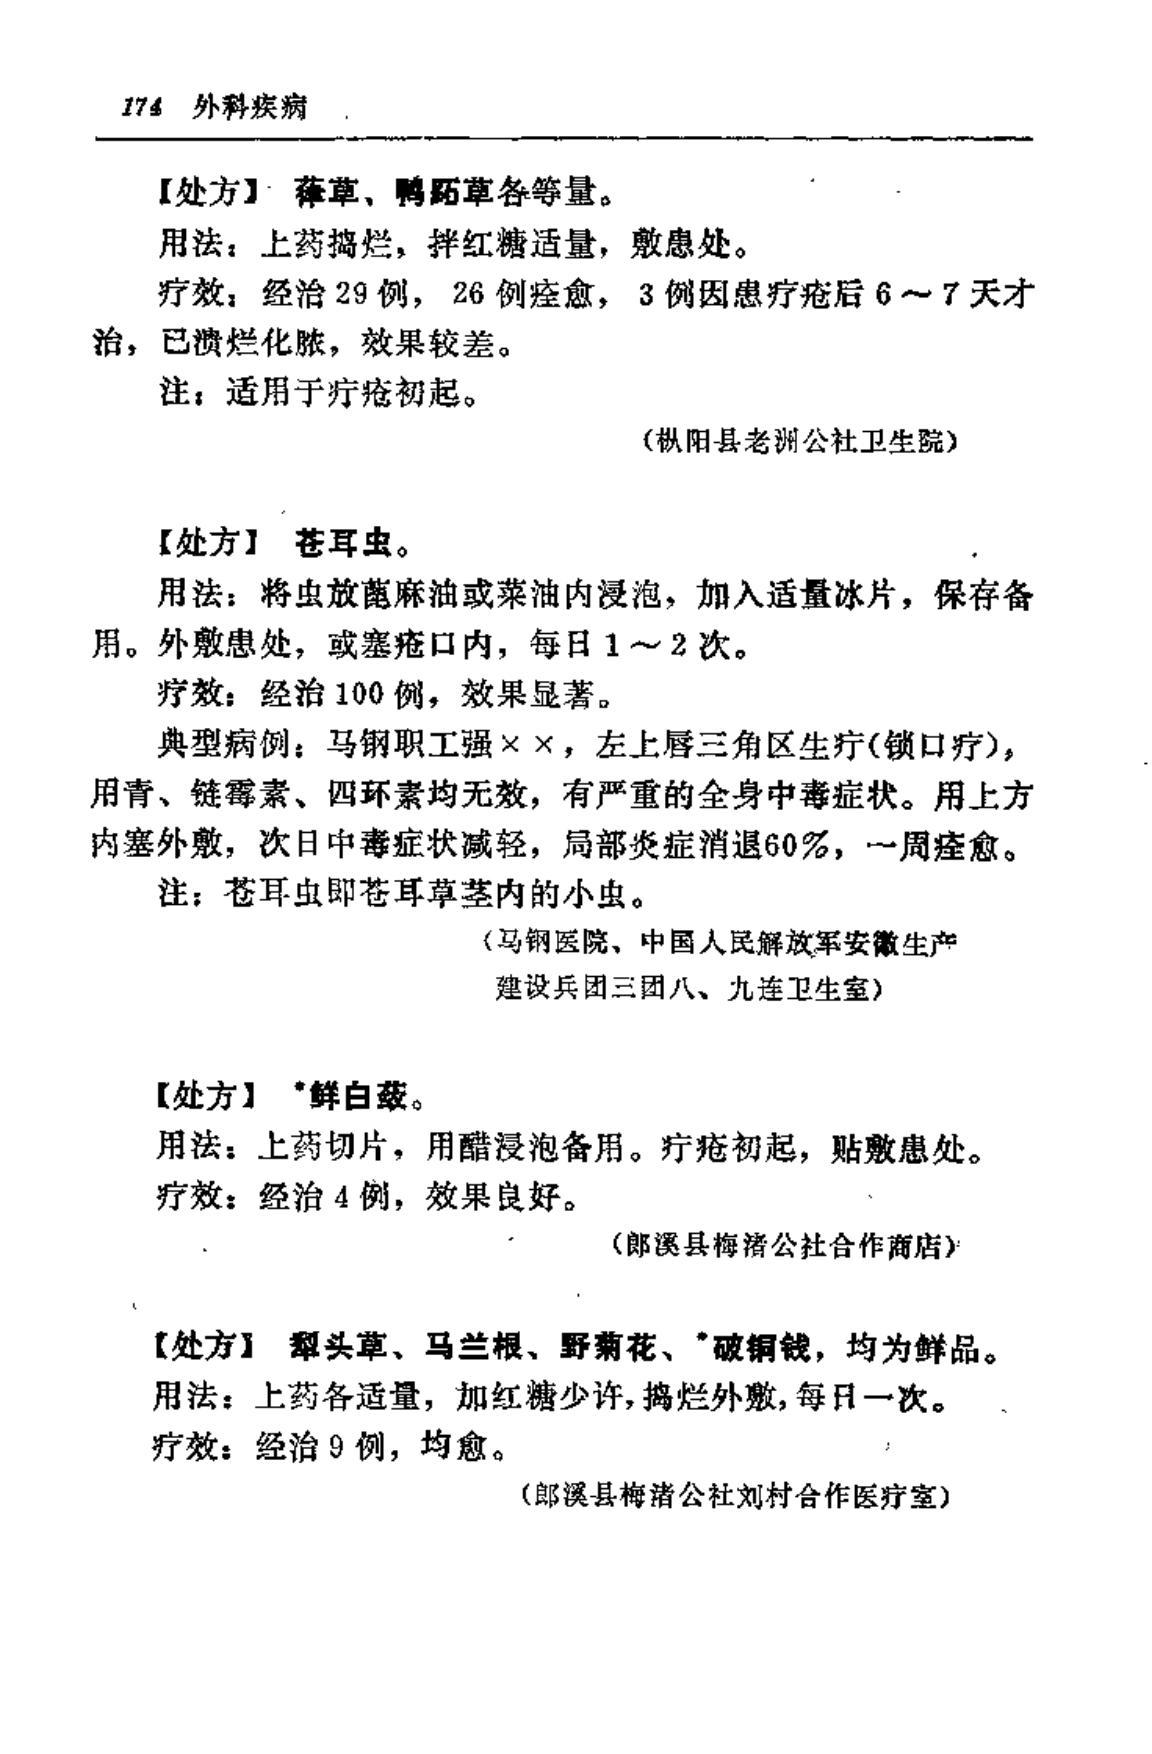 174 外科疾病
【处方】 葎草、鸭跖草各等量。
用法：上药捣烂，拌红糖适量，敷患处。
疗效：经治29例，26例痊愈，3例因患疔疮后6～7天才
治，已溃烂化脓，效果较差。
注：适用于疔疮初起。
（枞阳县老洲公社卫生院）
【处方】 苍耳虫。
用法：将虫放蓖麻油或菜油内浸泡，加入适量冰片，保存备
用。外敷患处，或塞疮口内，每日1～2次。
疗效：经治100例，效果显著。
典型病例：马钢职工强××，左上唇三角区生疔(锁口疔)，
用青、链霉素、四环素均无效，有严重的全身中毒症状。用上方
内塞外敷，次日中毒症状减轻，局部炎症消退60%，一周痊愈。
注：苍耳虫即苍耳草茎内的小虫。
（马钢医院、中国人民解放军安徽生产
建设兵团三团八、九连卫生室）
【处方】 *鲜白蔹。
用法：上药切片，用醋浸泡备用。疔疮初起，贴敷患处。
疗效：经治4例，效果良好。
（郎溪县梅渚公社合作商店）
【处方】 犁头草、马兰根、野菊花、*破铜钱，均为鲜品。
用法：上药各适量，加红糖少许，捣烂外敷，每日一次。
疗效：经治9例，均愈。
（郎溪县梅渚公社刘村合作医疗室）